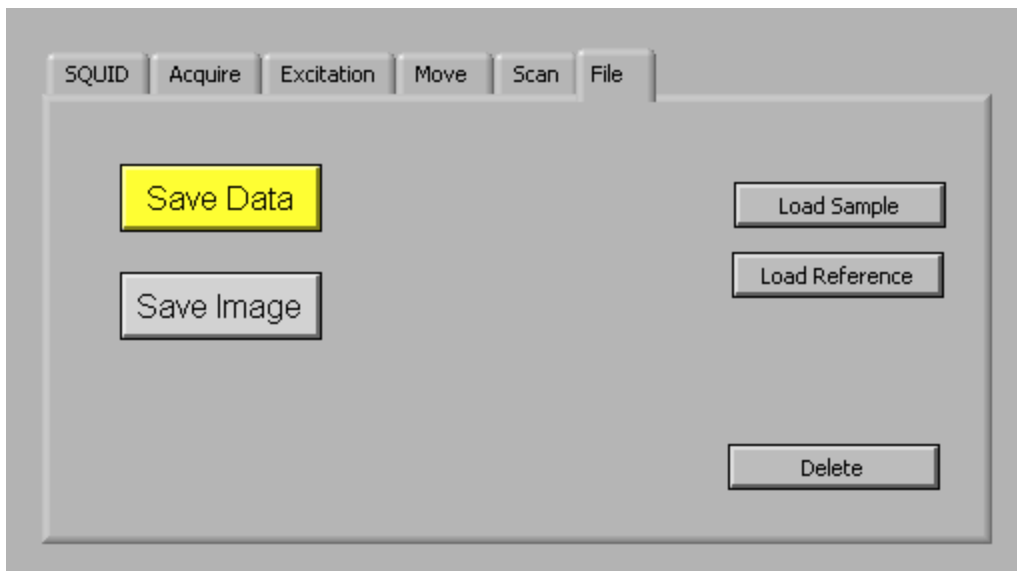 SQUID Acquire Excitation Move Scan File
Save Data
Load Sample
Load Reference
Save Image
Delete